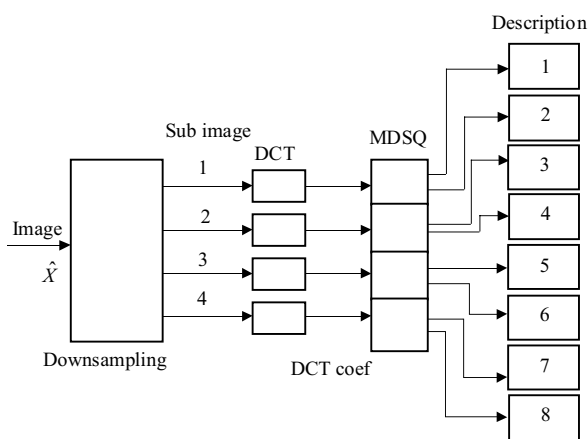 Description
1
2
Sub image
DCT
MDSQ
1
3
Image
2
4
X̂
3
5
4
6
Downsampling
DCT coef
7
8